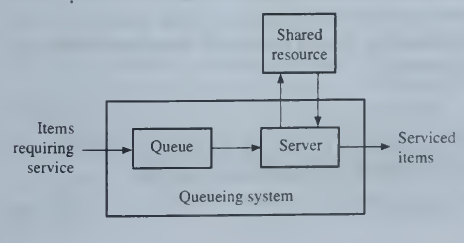 Shared
resource
Items
requiring
service
Queue
Server
Serviced
items
Queueing system